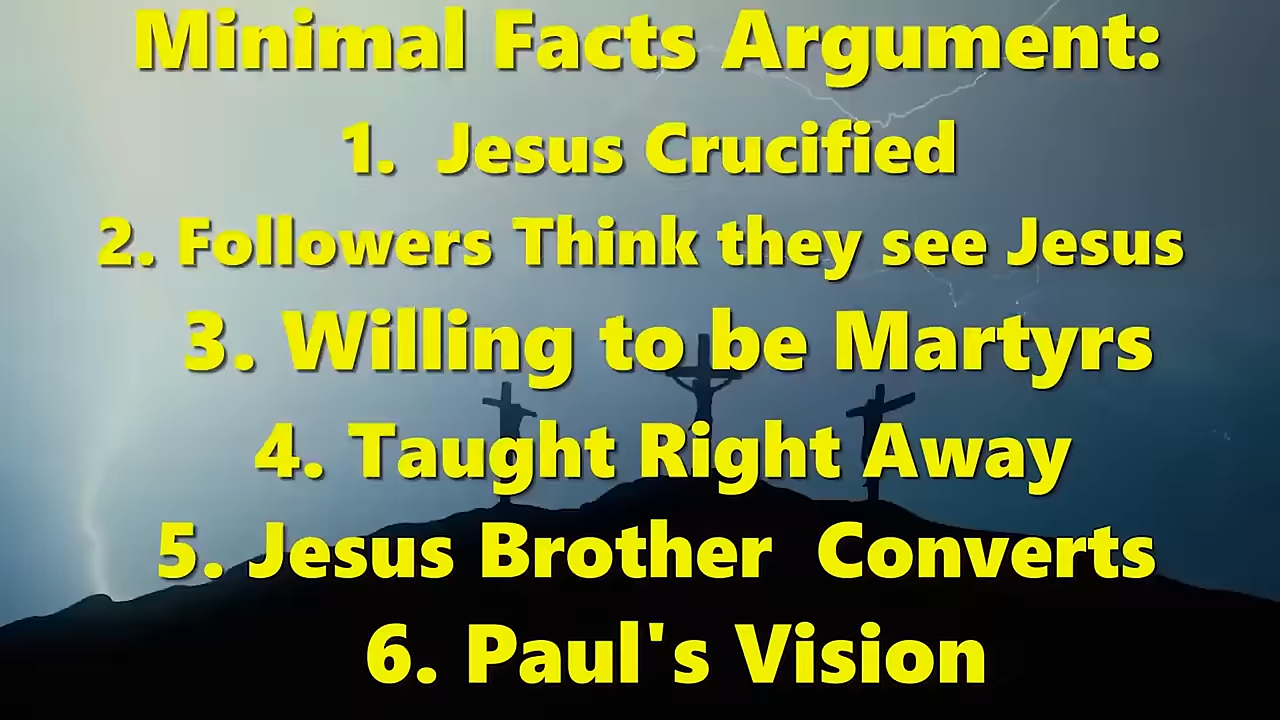 Minimal Facts Argument:
1. Jesus Crucified
2. Followers Think they see Jesus
3. Willing to be Martyrs
4. Taught Right Away
5. Jesus Brother Converts
6. Paul's Vision